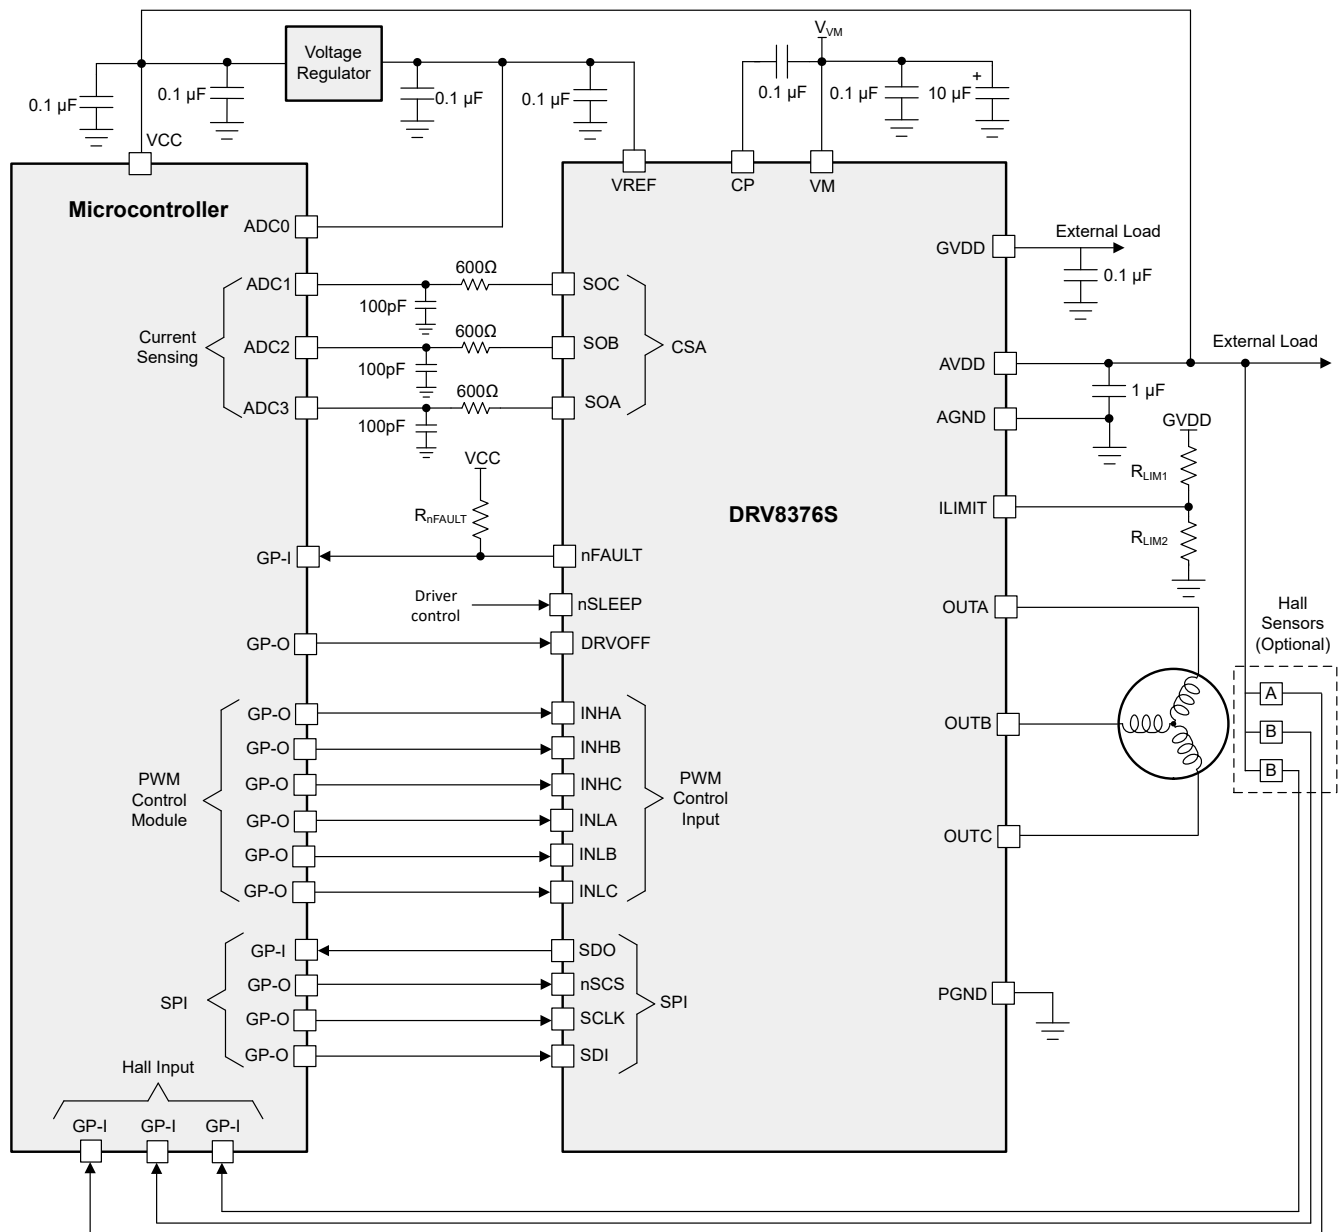 Voltage
Regulator
V_VM
0.1 µF
0.1 µF
0.1 µF
0.1 µF
0.1 µF
0.1 µF
10 µF
+
VCC
VREF
CP
VM
Microcontroller
ADC0
GVDD
External Load
0.1 µF
ADC1
600Ω
SOC
100pF
Current
Sensing
ADC2
600Ω
SOB
CSA
100pF
External Load
AVDD
1 µF
ADC3
600Ω
SOA
100pF
AGND
GVDD
VCC
R_LIM1
R_nFAULT
DRV8376S
ILIMIT
R_LIM2
GP-I
nFAULT
Driver
control
nSLEEP
OUTA
Hall
Sensors
(Optional)
GP-O
DRVOFF
A
GP-O
INHA
OUTB
B
GP-O
INHB
B
PWM
Control
Module
GP-O
INHC
PWM
Control
Input
GP-O
INLA
OUTC
GP-O
INLB
GP-O
INLC
GP-I
SDO
SPI
GP-O
nSCS
SPI
PGND
GP-O
SCLK
GP-O
SDI
Hall Input
GP-I
GP-I
GP-I